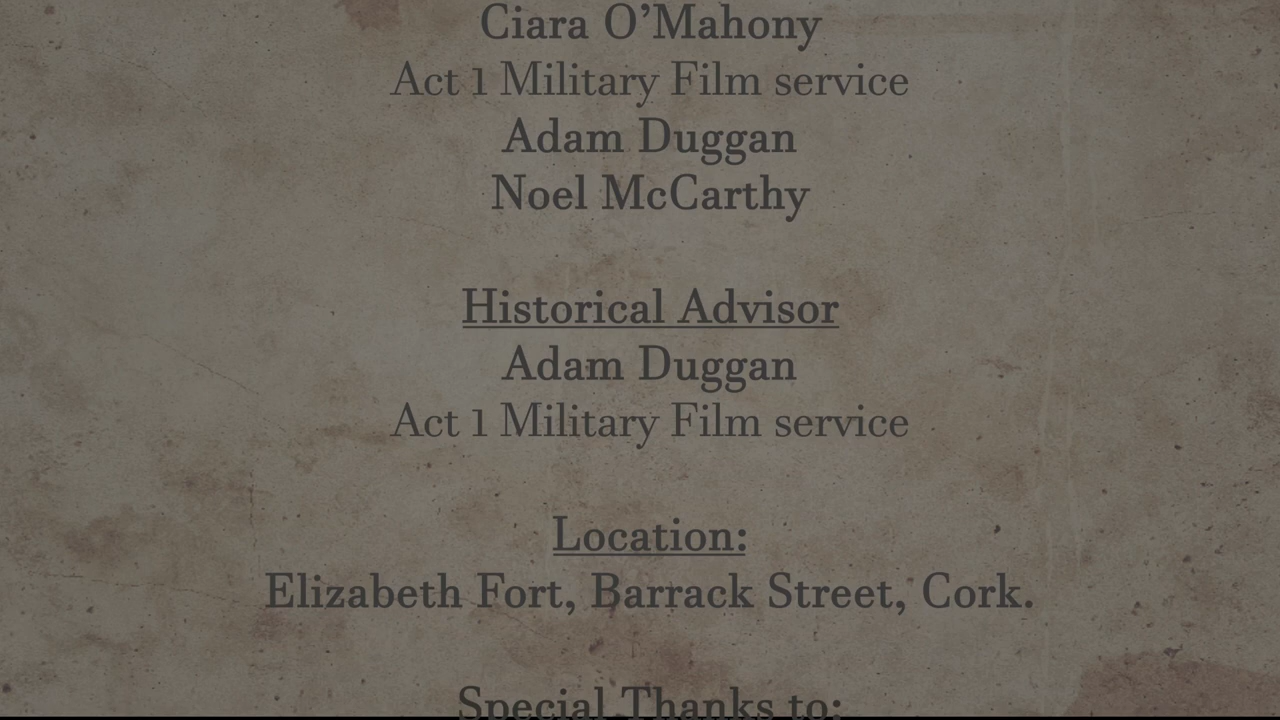 Ciara O’Mahony
Act 1 Military Film service
Adam Duggan
Noel McCarthy
Historical Advisor
Adam Duggan
Act 1 Military Film service
Location:
Elizabeth Fort, Barrack Street, Cork.
Special Thanks to: